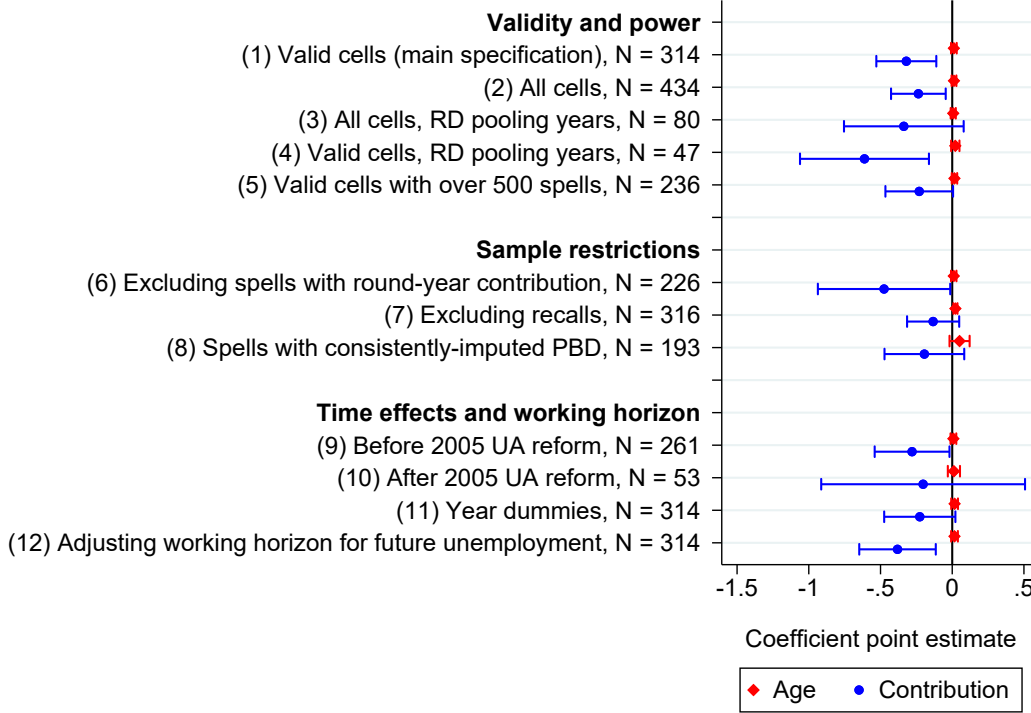 Validity and power
(1) Valid cells (main specification), N = 314
(2) All cells, N = 434
(3) All cells, RD pooling years, N = 80
(4) Valid cells, RD pooling years, N = 47
(5) Valid cells with over 500 spells, N = 236
Sample restrictions
(6) Excluding spells with round-year contribution, N = 226
(7) Excluding recalls, N = 316
(8) Spells with consistently-imputed PBD, N = 193
Time effects and working horizon
(9) Before 2005 UA reform, N = 261
(10) After 2005 UA reform, N = 53
(11) Year dummies, N = 314
(12) Adjusting working horizon for future unemployment, N = 314
-1.5 -1 -.5 0 .5
Coefficient point estimate
Age Contribution